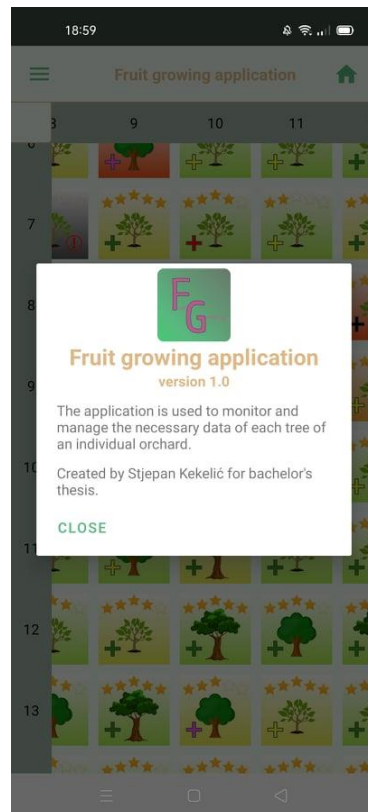 18:59
Fruit growing application
8 9 10 11
6
7
8
FG
Fruit growing application
version 1.0
9
The application is used to monitor and
manage the necessary data of each tree of
an individual orchard.
10
Created by Stjepan Kekelić for bachelor's
thesis.
CLOSE
11
12
13